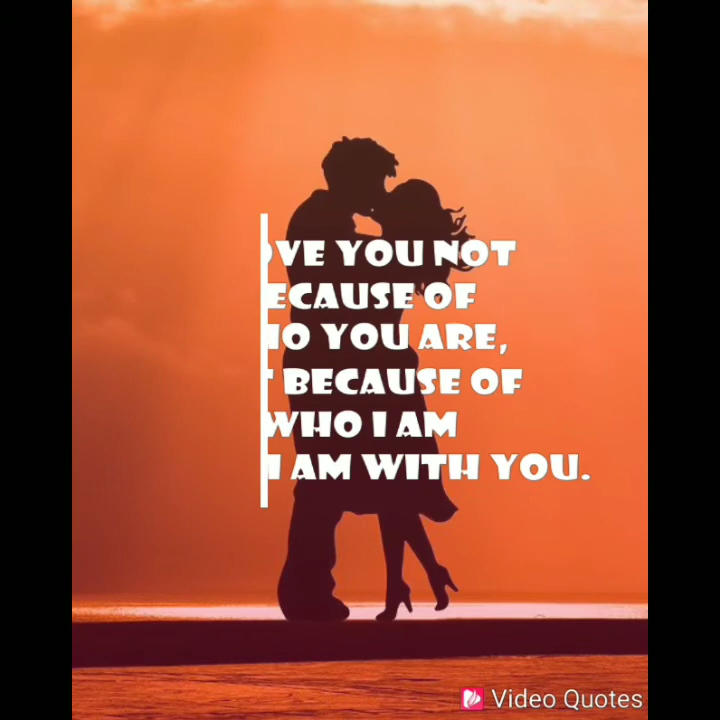 VE YOU NOT
ECAUSE OF
YOU ARE,
BECAUSE OF
WHO I AM
I AM WITH YOU.
Video Quotes